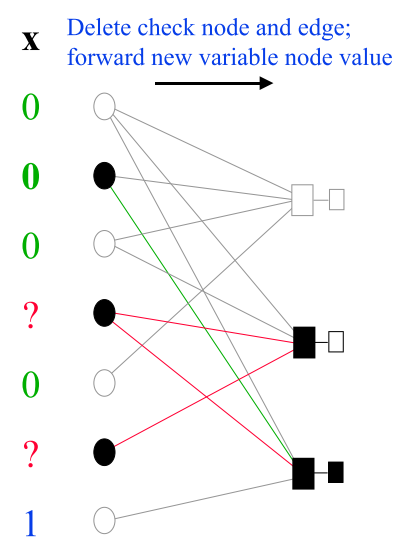 x
Delete check node and edge;
forward new variable node value
0
0
0
?
0
?
1